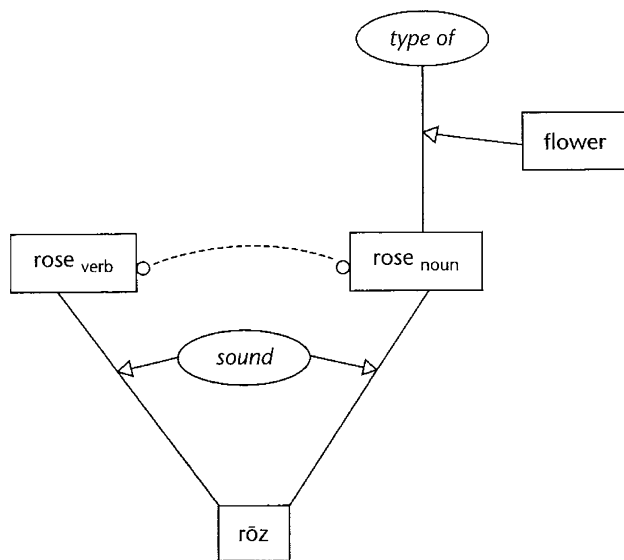 type of
flower
rose verb
rose noun
sound
rōz